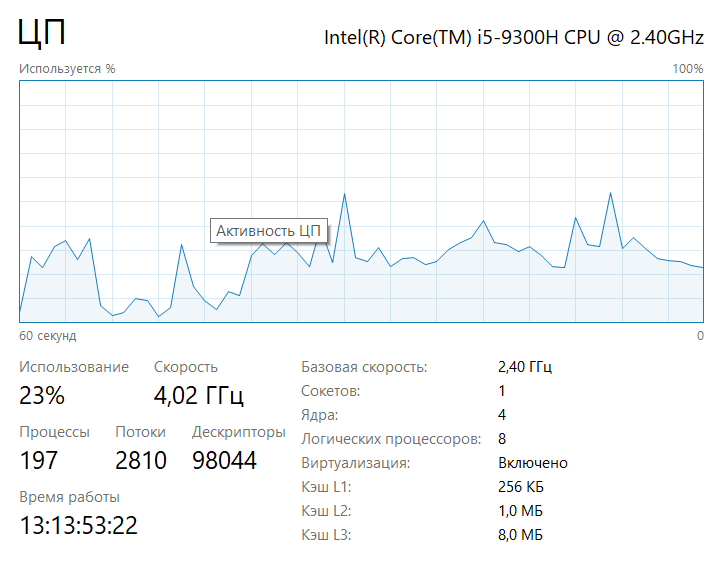 ЦП
Intel(R) Core(TM) i5-9300H CPU @ 2.40GHz
Используется % 100%
Активность ЦП
60 секунд 0
Использование Скорость
23% 4,02 ГГц
Процессы Потоки Дескрипторы
197 2810 98044
Время работы
13:13:53:22
Базовая скорость: 2,40 ГГц
Сокетов: 1
Ядра: 4
Логических процессоров: 8
Виртуализация: Включено
Кэш L1: 256 КБ
Кэш L2: 1,0 МБ
Кэш L3: 8,0 МБ